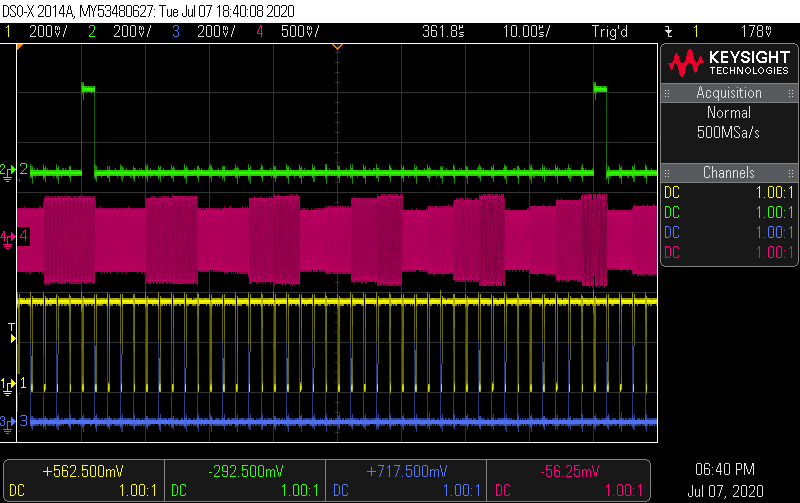 DSO-X 2014A, MY53480627: Tue Jul 07 18:40:08 2020
1 200mV/ 2 200mV/ 3 200mV/ 4 500mV/ 361.8µs 10.00µs/ Trig'd 1 178mV
KEYSIGHT
TECHNOLOGIES
Acquisition
Normal
500MSa/s
Channels
DC 1.00:1
DC 1.00:1
DC 1.00:1
DC 1.00:1
2 2
4 4
T
1 1
3 3
+562.500mV -292.500mV +717.500mV -56.25mV
DC 1.00:1 DC 1.00:1 DC 1.00:1 DC 1.00:1
06:40 PM
Jul 07, 2020